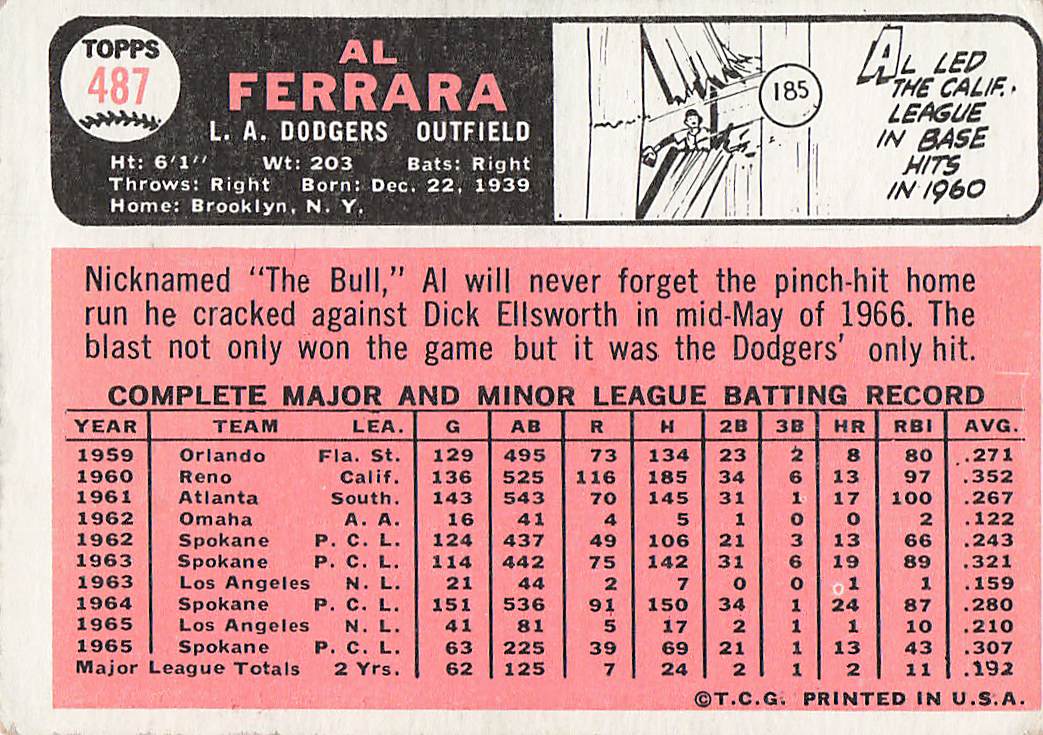 TOPPS
487
AL
FERRARA
L. A. DODGERS OUTFIELD
Ht: 6'1" Wt: 203 Bats: Right
Throws: Right Born: Dec. 22, 1939
Home: Brooklyn, N. Y.
185
AL LED
THE CALIF.
LEAGUE
IN BASE
HITS
IN 1960
Nicknamed "The Bull," Al will never forget the pinch-hit home
run he cracked against Dick Ellsworth in mid-May of 1966. The
blast not only won the game but it was the Dodgers' only hit.
COMPLETE MAJOR AND MINOR LEAGUE BATTING RECORD
YEAR TEAM LEA. G AB R H 2B 3B HR RBI AVG.
1959 Orlando Fla. St. 129 495 73 134 23 2 8 80 .271
1960 Reno Calif. 136 525 116 185 34 6 13 97 .352
1961 Atlanta South. 143 543 70 145 31 1 17 100 .267
1962 Omaha A. A. 16 41 4 5 1 0 0 2 .122
1962 Spokane P. C. L. 124 437 49 106 21 3 13 66 .243
1963 Spokane P. C. L. 114 442 75 142 31 6 19 89 .321
1963 Los Angeles N. L. 21 44 2 7 0 0 1 1 .159
1964 Spokane P. C. L. 151 536 91 150 34 1 24 87 .280
1965 Los Angeles N. L. 41 81 5 17 2 1 1 10 .210
1965 Spokane P. C. L. 63 225 39 69 21 1 13 43 .307
Major League Totals 2 Yrs. 62 125 7 24 2 1 2 11 .192
©T.C.G. PRINTED IN U.S.A.